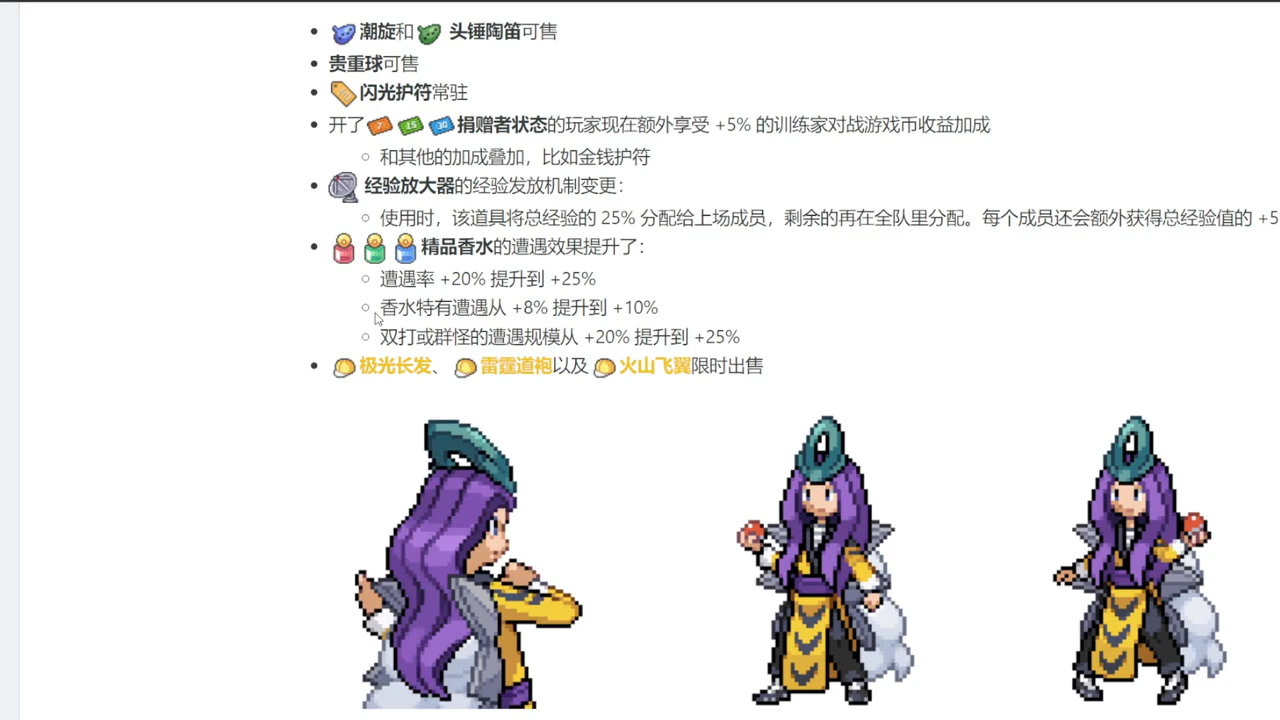 潮旋和 头锤陶笛可售
贵重球可售
闪光护符常驻
开了 7 15 30 捐赠者状态的玩家现在额外享受 +5% 的训练家对战游戏币收益加成
和其他的加成叠加，比如金钱护符
经验放大器的经验发放机制变更：
使用时，该道具将总经验的 25% 分配给上场成员，剩余的再在全队里分配。每个成员还会额外获得总经验值的 +5
精品香水的遭遇效果提升了：
遭遇率 +20% 提升到 +25%
香水特有遭遇从 +8% 提升到 +10%
双打或群怪的遭遇规模从 +20% 提升到 +25%
极光长发、 雷霆道袍以及 火山飞翼限时出售